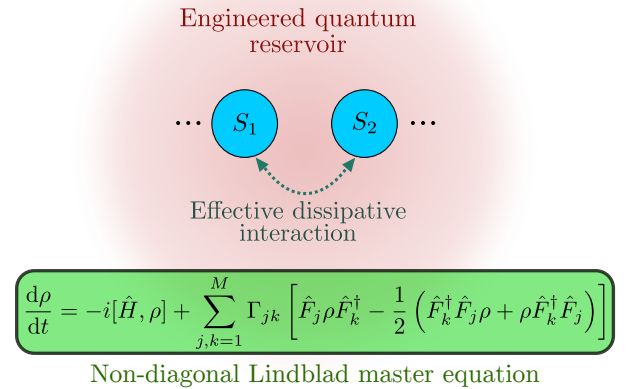 Engineered quantum
reservoir
··· S₁ S₂ ···
Effective dissipative
interaction
dρ/dt = −i[Ĥ, ρ] + ∑_{j,k=1}^{M} Γ_{jk} [ F̂_j ρ F̂_k^† − 1/2 ( F̂_k^† F̂_j ρ + ρ F̂_k^† F̂_j ) ]
Non-diagonal Lindblad master equation